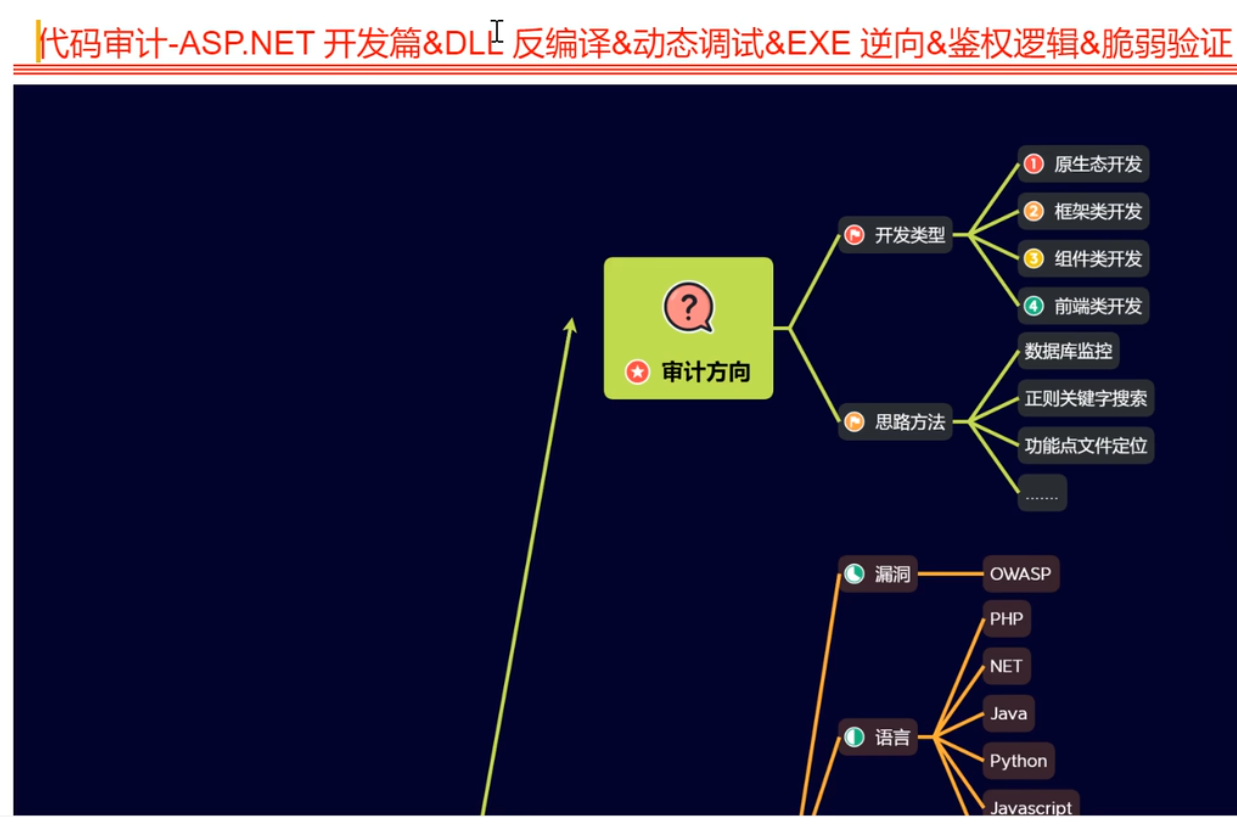 代码审计-ASP.NET 开发篇&DLL 反编译&动态调试&EXE 逆向&鉴权逻辑&脆弱验证
?
审计方向
开发类型
1 原生态开发
2 框架类开发
3 组件类开发
4 前端类开发
思路方法
数据库监控
正则关键字搜索
功能点文件定位
.......
漏洞
OWASP
语言
PHP
NET
Java
Python
Javascript